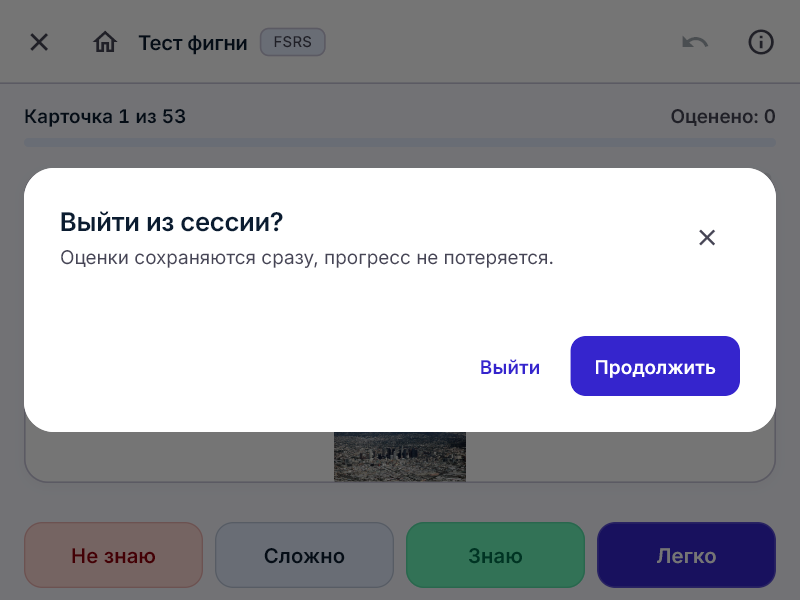 Тест фигни FSRS
Карточка 1 из 53 Оценено: 0
Выйти из сессии?
Оценки сохраняются сразу, прогресс не потеряется.
Выйти Продолжить
Не знаю Сложно Знаю Легко